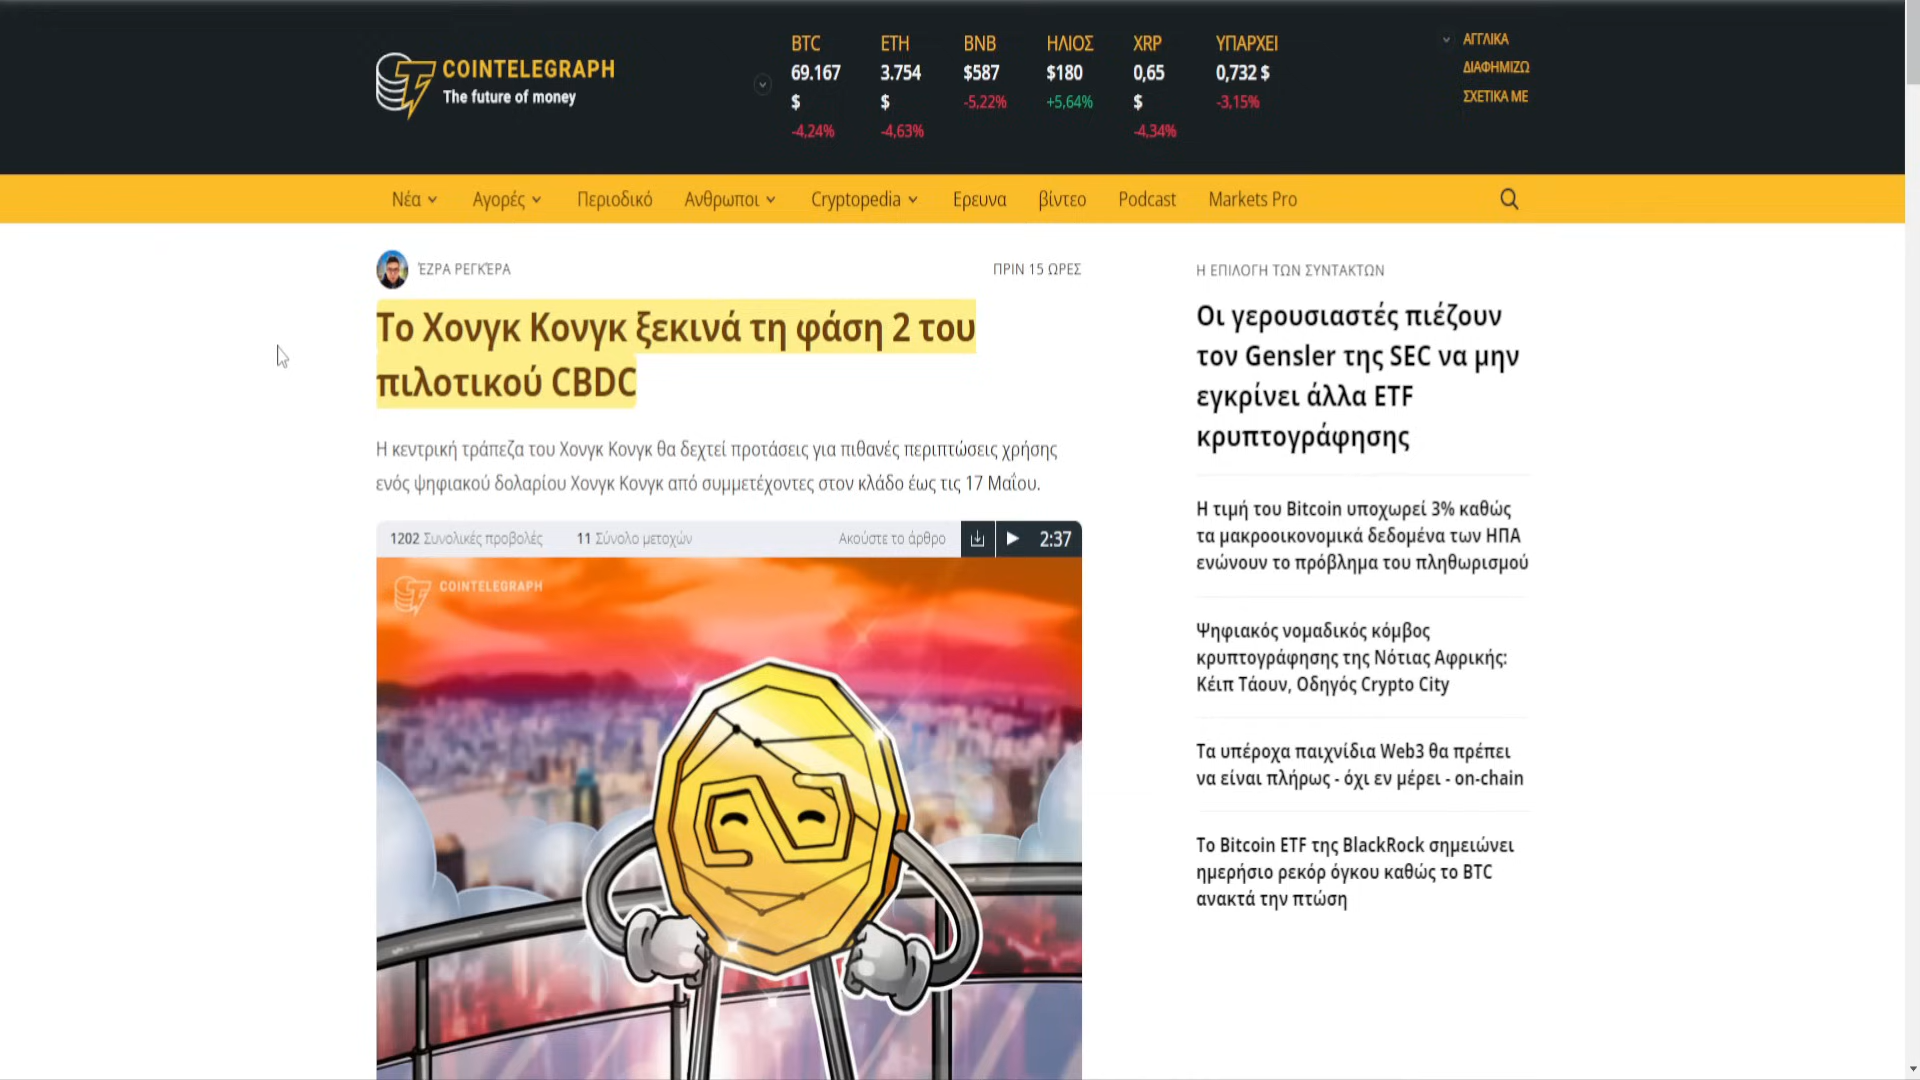 COINTELEGRAPH
The future of money
BTC
69.167
$
-4,24%
ETH
3.754
$
-4,63%
BNB
$587
-5,22%
ΗΛΙΟΣ
$180
+5,64%
XRP
0,65
$
-4,34%
ΥΠΑΡΧΕΙ
0,732 $
-3,15%
ΑΓΓΛΙΚΑ
ΔΙΑΦΗΜΙΖΩ
ΣΧΕΤΙΚΑ ΜΕ
Νέα Αγορές Περιοδικό Ανθρωποι Cryptopedia Ερευνα βίντεο Podcast Markets Pro
ΈΖΡΑ ΡΕΓΚΈΡΑ
ΠΡΙΝ 15 ΩΡΕΣ
Το Χονγκ Κονγκ ξεκινά τη φάση 2 του
πιλοτικού CBDC
Η κεντρική τράπεζα του Χονγκ Κονγκ θα δεχτεί προτάσεις για πιθανές περιπτώσεις χρήσης
ενός ψηφιακού δολαρίου Χονγκ Κονγκ από συμμετέχοντες στον κλάδο έως τις 17 Μαΐου.
1202 Συνολικές προβολές 11 Σύνολο μετοχών Ακούστε το άρθρο 2:37
COINTELEGRAPH
Η ΕΠΙΛΟΓΗ ΤΩΝ ΣΥΝΤΑΚΤΩΝ
Οι γερουσιαστές πιέζουν
τον Gensler της SEC να μην
εγκρίνει άλλα ETF
κρυπτογράφησης
Η τιμή του Bitcoin υποχωρεί 3% καθώς
τα μακροοικονομικά δεδομένα των ΗΠΑ
ενώνουν το πρόβλημα του πληθωρισμού
Ψηφιακός νομαδικός κόμβος
κρυπτογράφησης της Νότιας Αφρικής:
Κέιπ Τάουν, Οδηγός Crypto City
Τα υπέροχα παιχνίδια Web3 θα πρέπει
να είναι πλήρως - όχι εν μέρει - on-chain
Το Bitcoin ETF της BlackRock σημειώνει
ημερήσιο ρεκόρ όγκου καθώς το BTC
ανακτά την πτώση